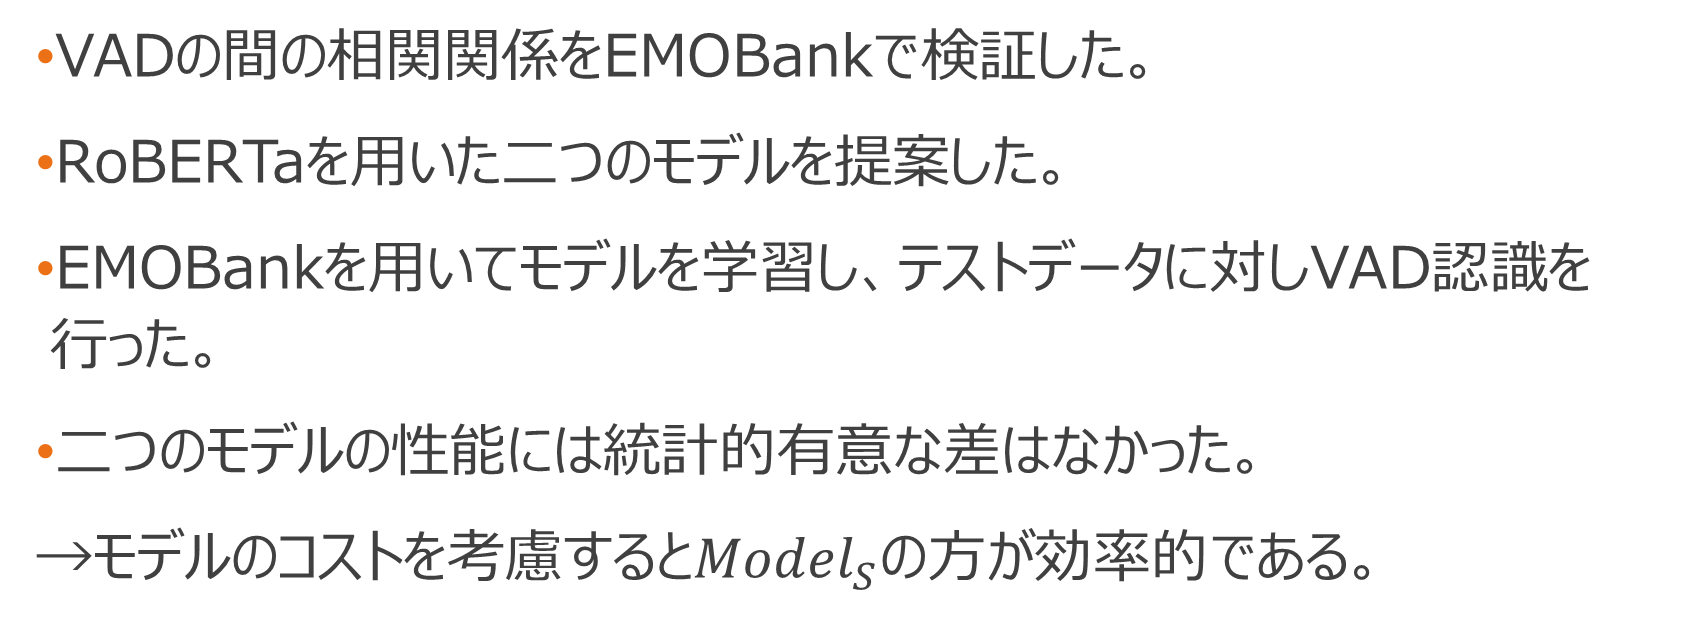 •VADの間の相関関係をEMOBankで検証した。
•RoBERTaを用いた二つのモデルを提案した。
•EMOBankを用いてモデルを学習し、テストデータに対しVAD認識を
行った。
•二つのモデルの性能には統計的有意な差はなかった。
→モデルのコストを考慮するとModel_Sの方が効率的である。